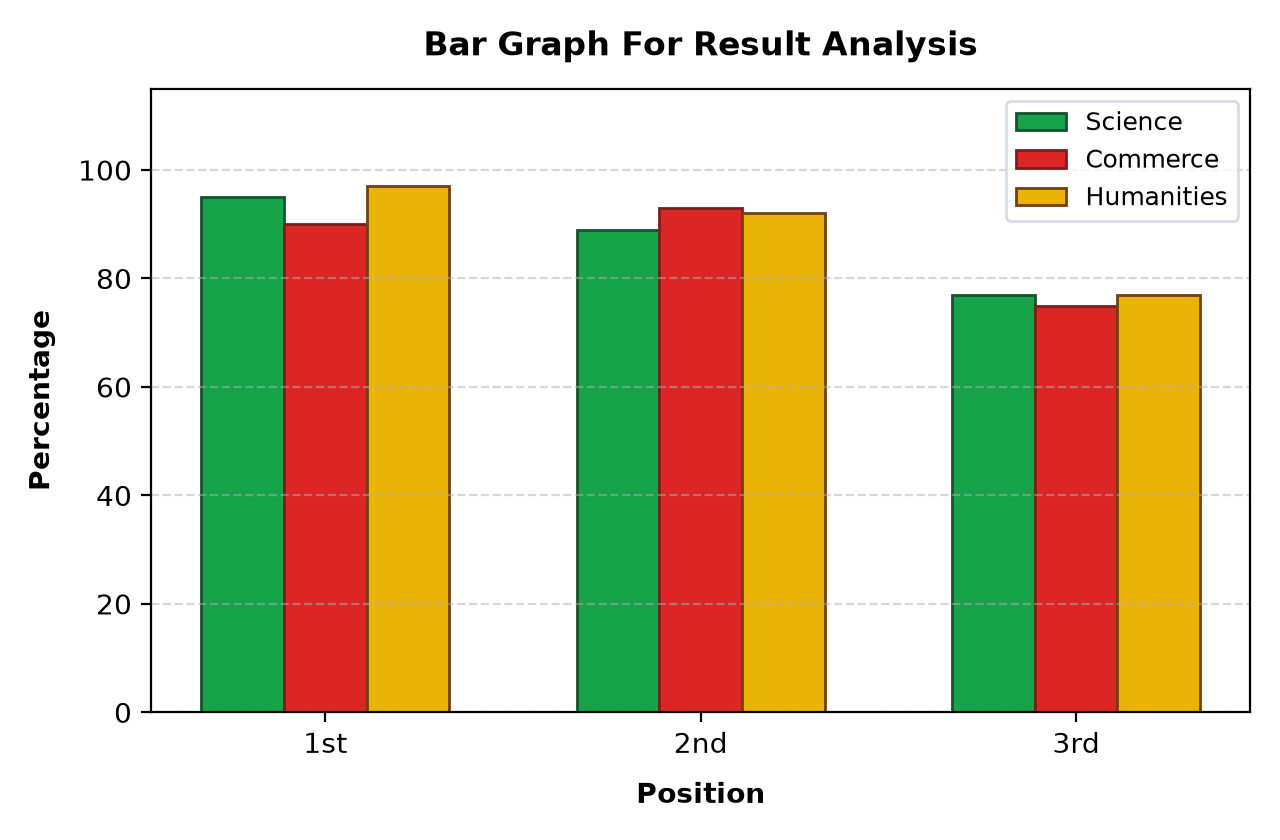 Bar Graph For Result Analysis
Science
Commerce
Humanities
100
80
60
40
20
0
Percentage
1st
2nd
3rd
Position